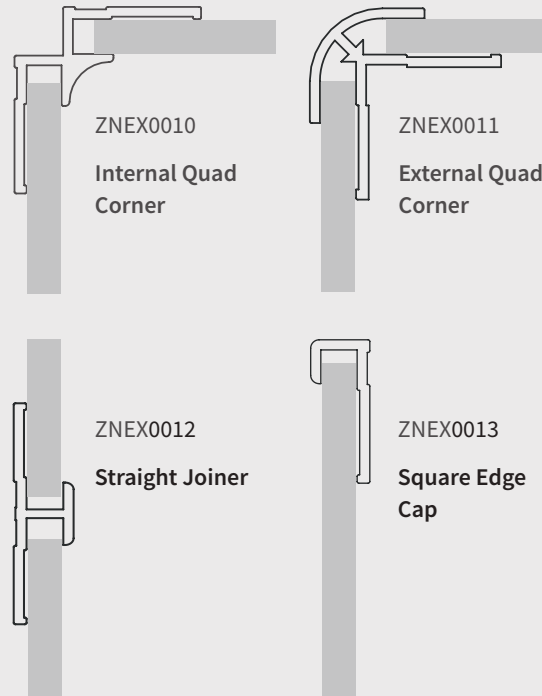 ZNEX0010
Internal Quad
Corner
ZNEX0011
External Quad
Corner
ZNEX0012
Straight Joiner
ZNEX0013
Square Edge
Cap